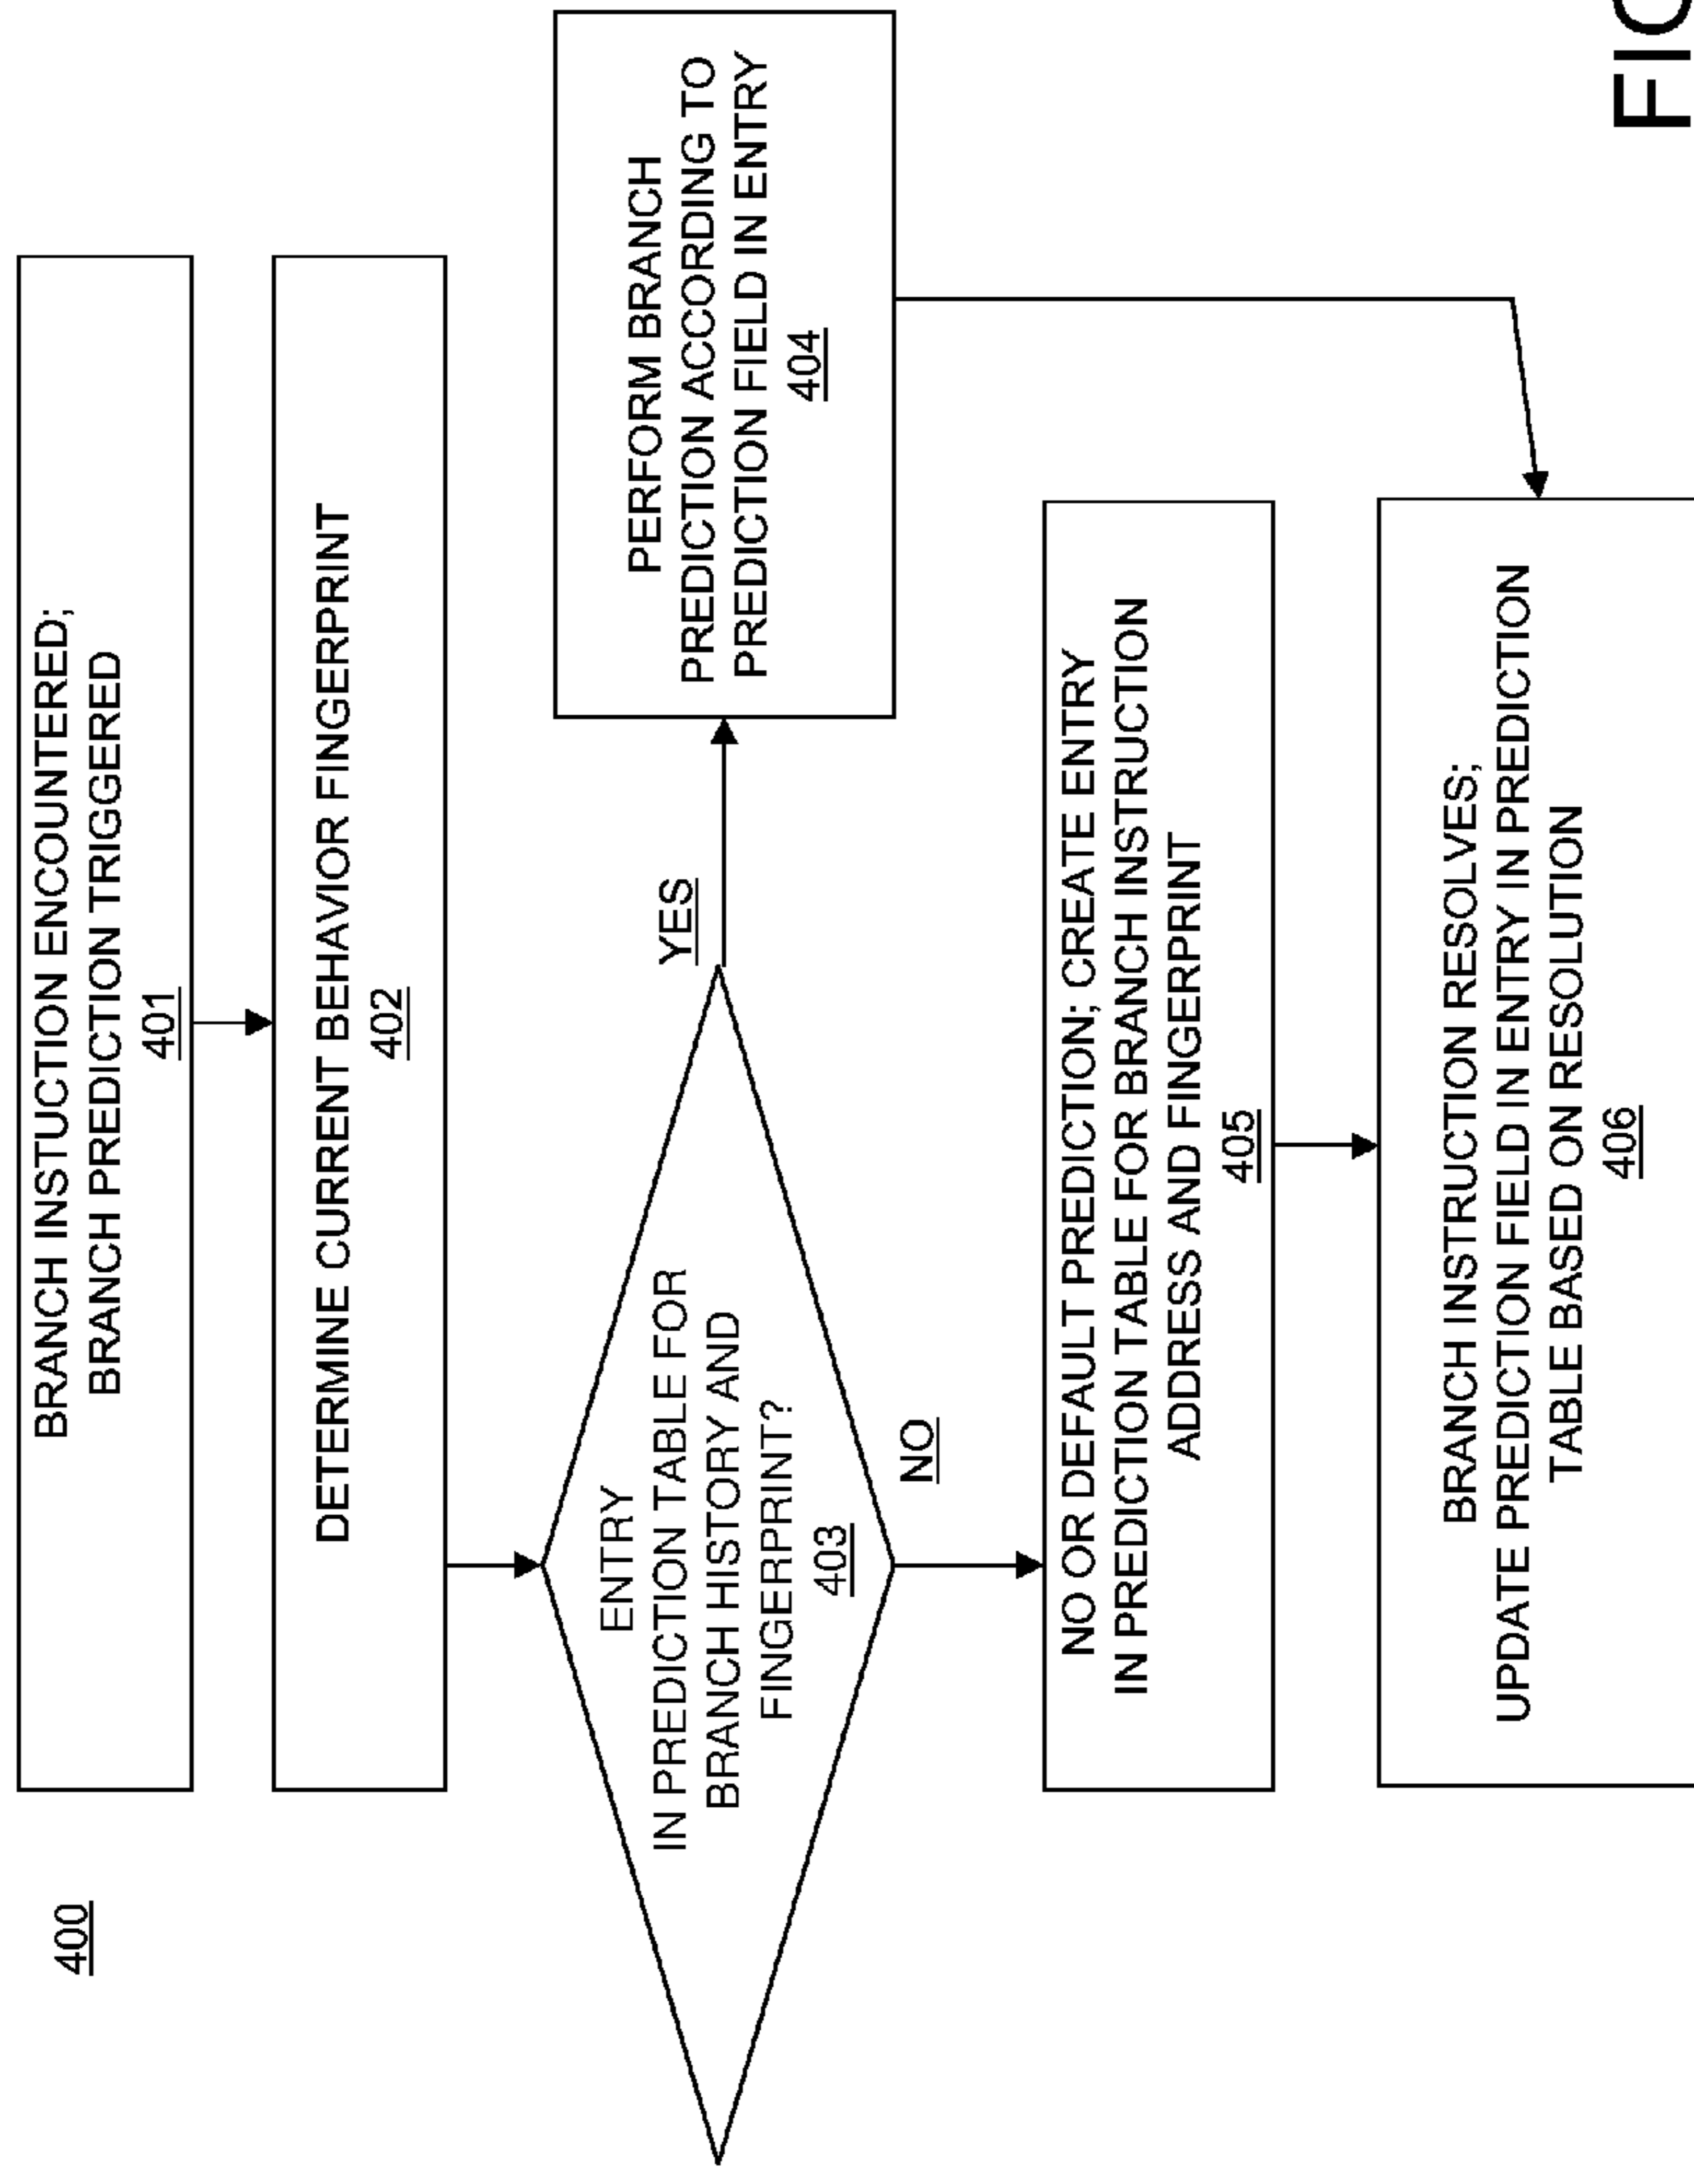 400
BRANCH INSTUCTION ENCOUNTERED;
BRANCH PREDICTION TRIGGERED
401
DETERMINE CURRENT BEHAVIOR FINGERPRINT
402
ENTRY
IN PREDICTION TABLE FOR
BRANCH HISTORY AND
FINGERPRINT?
403
YES
PERFORM BRANCH
PREDICTION ACCORDING TO
PREDICTION FIELD IN ENTRY
404
NO
NO OR DEFAULT PREDICTION; CREATE ENTRY
IN PREDICTION TABLE FOR BRANCH INSTRUCTION
ADDRESS AND FINGERPRINT
405
BRANCH INSTRUCTION RESOLVES;
UPDATE PREDICTION FIELD IN ENTRY IN PREDICTION
TABLE BASED ON RESOLUTION
406